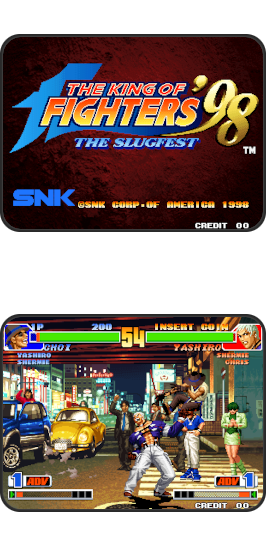 THE KING OF
FIGHTERS '98
THE SLUGFEST
TM
SNK ©SNK CORP. OF AMERICA 1998
CREDIT 00
1P 200 54 INSERT COIN
CHOI YASHIRO
YASHIRO SHERMIE
SHERMIE CHRIS
1 ADV ADV 1
CREDIT 00